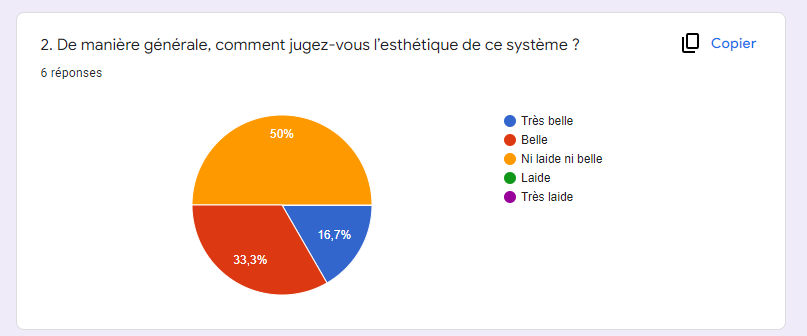 2. De manière générale, comment jugez-vous l’esthétique de ce système ?
Copier
6 réponses
50%
16,7%
33,3%
Très belle
Belle
Ni laide ni belle
Laide
Très laide